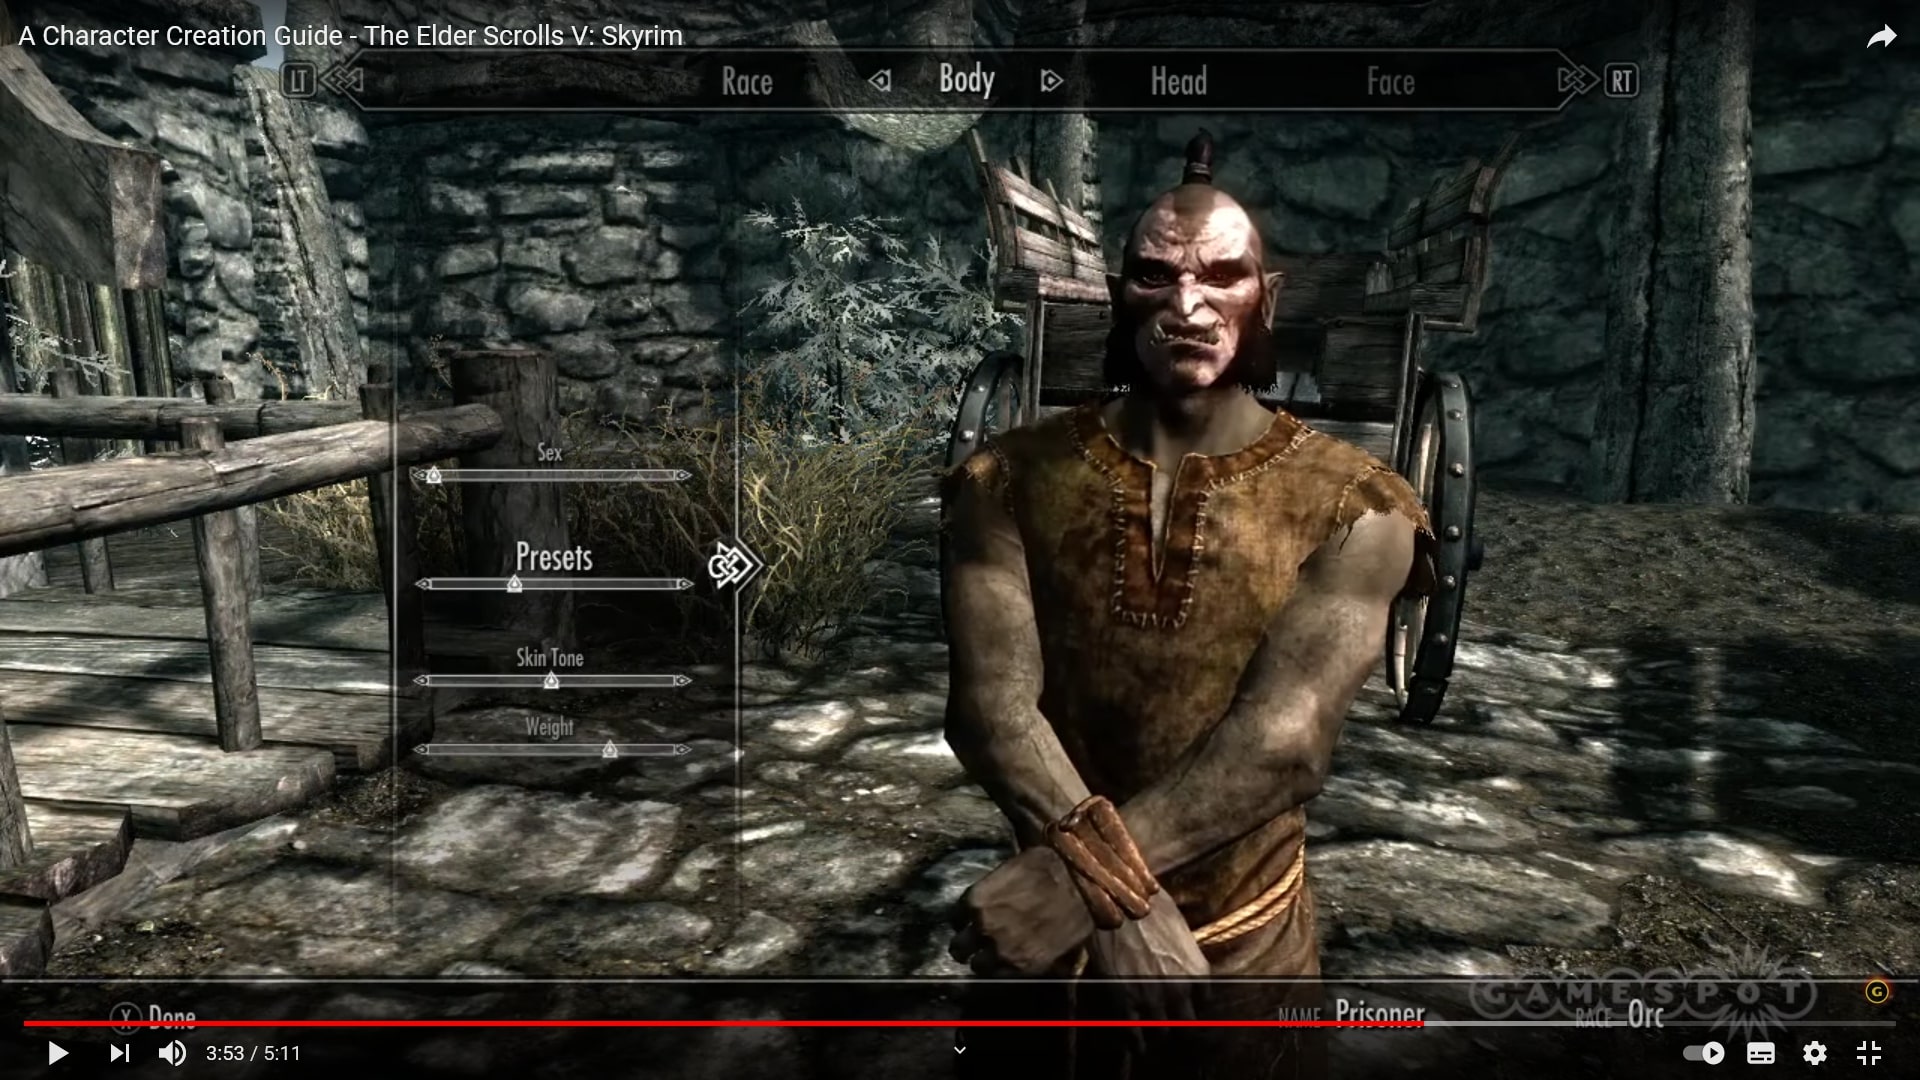 A Character Creation Guide - The Elder Scrolls V: Skyrim
LT Race Body Head Face RT
Sex
Presets
Skin Tone
Weight
GAMESPOT
G
X Done
NAME Prisoner RACE Orc
3:53 / 5:11